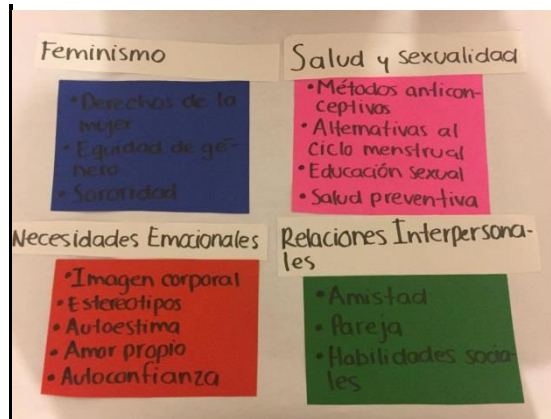 Feminismo
• Derechos de la
mujer
• Equidad de gé-
nero
• Sororidad
Salud y sexualidad
• Métodos anticon-
ceptivos
• Alternativas al
ciclo menstrual
• Educación sexual
• Salud preventiva
Necesidades Emocionales
• Imagen corporal
• Estereotipos
• Autoestima
• Amor propio
• Autoconfianza
Relaciones Interpersona-
les
• Amistad
• Pareja
• Habilidades socia-
les